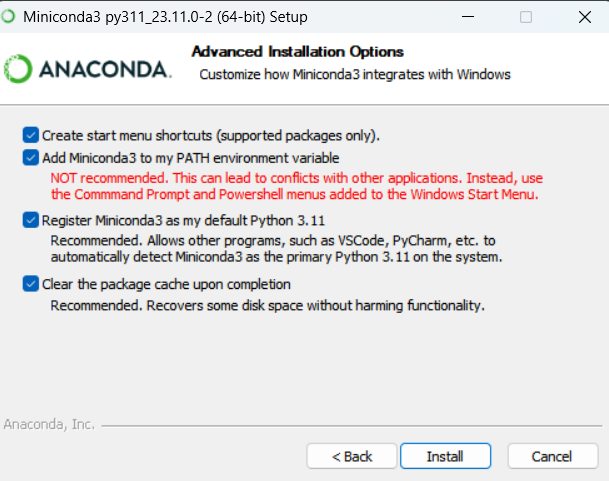 Miniconda3 py311_23.11.0-2 (64-bit) Setup
ANACONDA.
Advanced Installation Options
Customize how Miniconda3 integrates with Windows
Create start menu shortcuts (supported packages only).
Add Miniconda3 to my PATH environment variable
NOT recommended. This can lead to conflicts with other applications. Instead, use
the Commmand Prompt and Powershell menus added to the Windows Start Menu.
Register Miniconda3 as my default Python 3.11
Recommended. Allows other programs, such as VSCode, PyCharm, etc. to
automatically detect Miniconda3 as the primary Python 3.11 on the system.
Clear the package cache upon completion
Recommended. Recovers some disk space without harming functionality.
Anaconda, Inc.
< Back
Install
Cancel